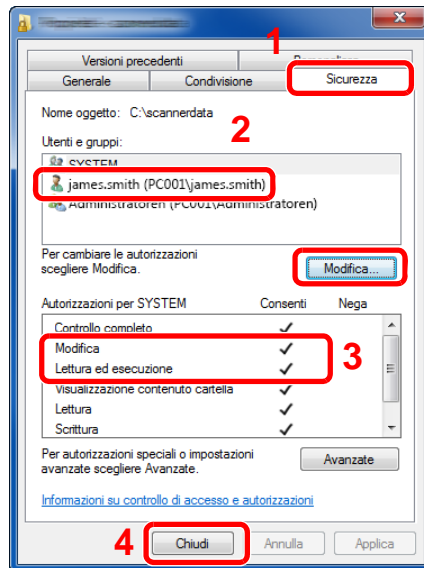 1
Versioni precedenti
Generale Condivisione Sicurezza
Nome oggetto: C:\scannerdata
2
Utenti e gruppi:
SYSTEM
james.smith (PC001\james.smith)
Administratoren (PC001\Administratoren)
Per cambiare le autorizzazioni
scegliere Modifica.
Modifica...
Autorizzazioni per SYSTEM Consenti Nega
Controllo completo
Modifica
3
Lettura ed esecuzione
Visualizzazione contenuto cartella
Lettura
Scrittura
Per autorizzazioni speciali o impostazioni
avanzate scegliere Avanzate.
Avanzate
Informazioni su controllo di accesso e autorizzazioni
4 Chiudi Annulla Applica